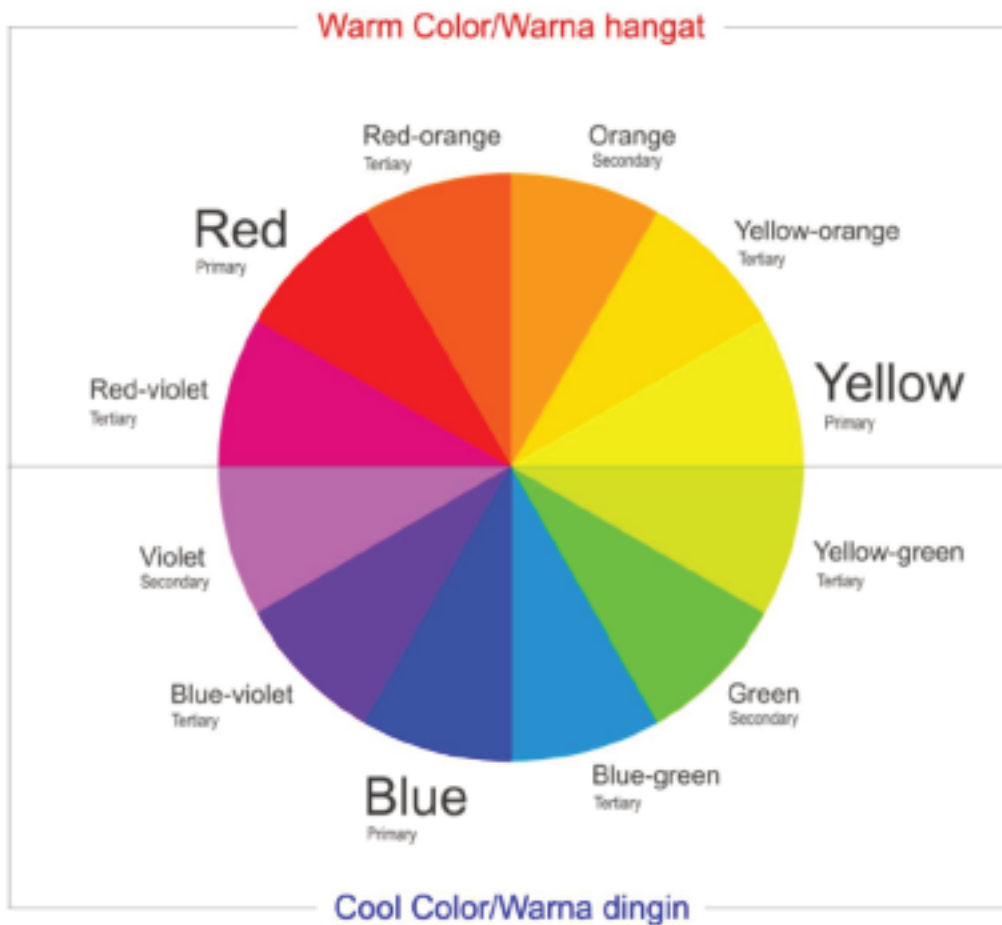 Warm Color/Warna hangat
Red-orange
Tertiary
Orange
Secondary
Red
Primary
Yellow-orange
Tertiary
Red-violet
Tertiary
Yellow
Primary
Violet
Secondary
Yellow-green
Tertiary
Blue-violet
Tertiary
Green
Secondary
Blue
Primary
Blue-green
Tertiary
Cool Color/Warna dingin